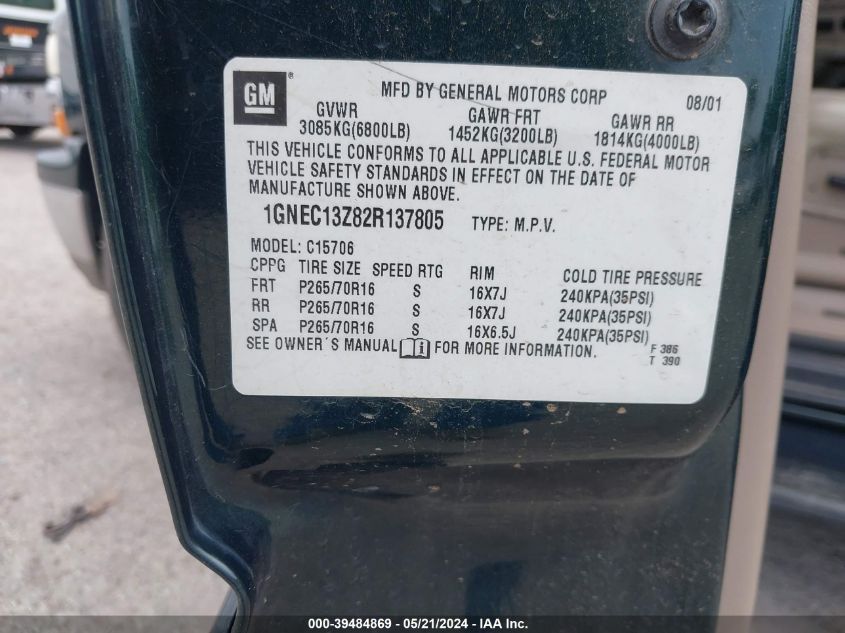 GM
MFD BY GENERAL MOTORS CORP 08/01
GVWR GAWR FRT GAWR RR
3085KG(6800LB) 1452KG(3200LB) 1814KG(4000LB)
THIS VEHICLE CONFORMS TO ALL APPLICABLE U.S. FEDERAL MOTOR
VEHICLE SAFETY STANDARDS IN EFFECT ON THE DATE OF
MANUFACTURE SHOWN ABOVE.
1GNEC13Z82R137805 TYPE: M.P.V.
MODEL: C15706
CPPG TIRE SIZE SPEED RTG RIM COLD TIRE PRESSURE
FRT P265/70R16 S 16X7J 240KPA(35PSI)
RR P265/70R16 S 16X7J 240KPA(35PSI)
SPA P265/70R16 S 16X6.5J 240KPA(35PSI)
SEE OWNER'S MANUAL FOR MORE INFORMATION.
F 386
T 390
000-39484869 — 05/21/2024 — IAA Inc.